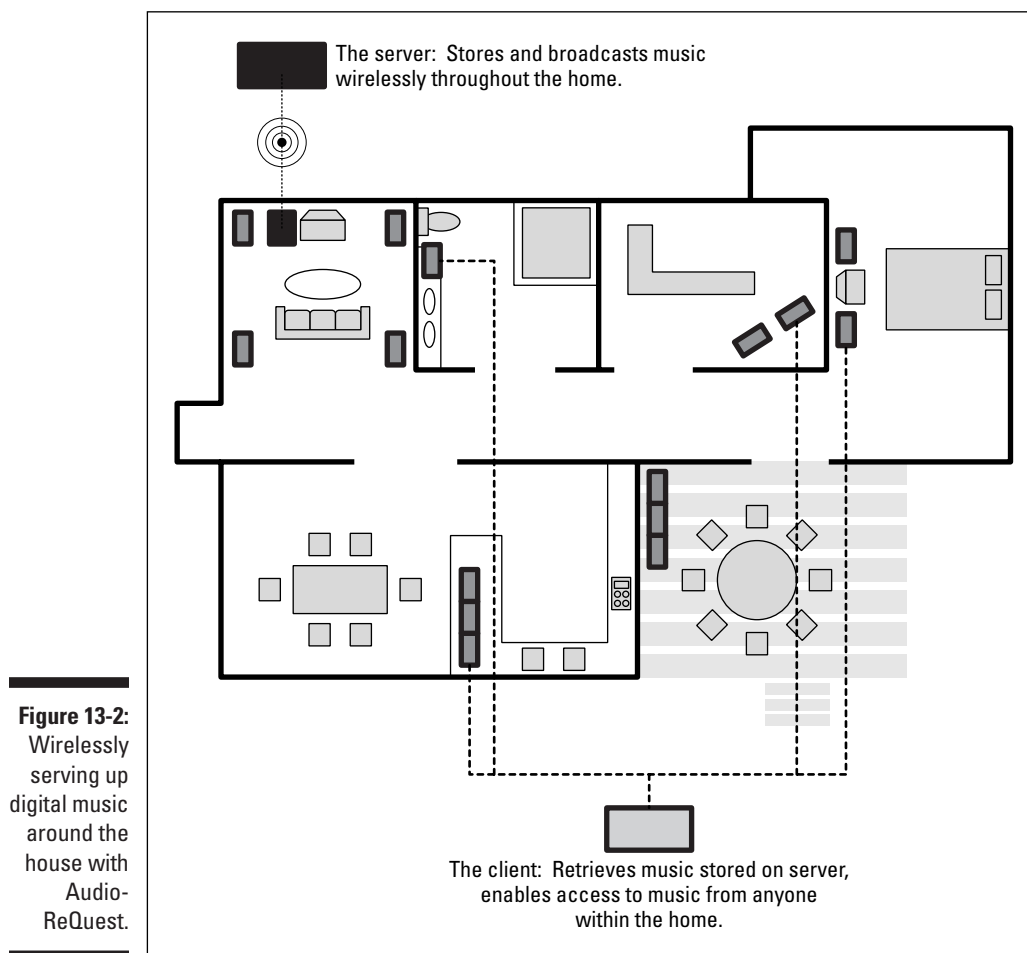 The server: Stores and broadcasts music
wirelessly throughout the home.
Figure 13-2:
Wirelessly
serving up
digital music
around the
house with
Audio-
ReQuest.
The client: Retrieves music stored on server,
enables access to music from anyone
within the home.